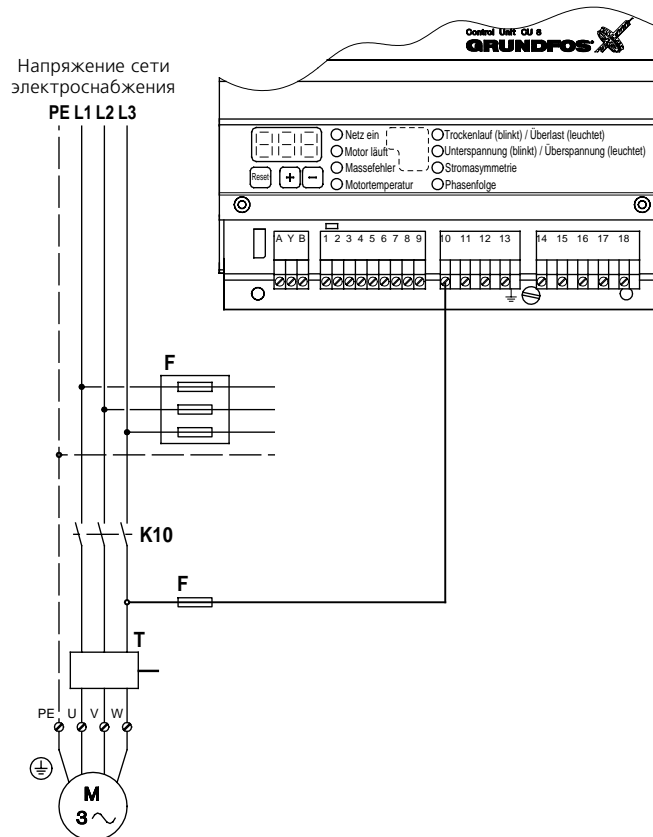 Control Unit CU 3
GRUNDFOS
Напряжение сети
электроснабжения
PE L1 L2 L3
Netz ein
Motor läuft
Massefehler
Motortemperatur
Trockenlauf (blinkt) / Überlast (leuchtet)
Unterspannung (blinkt) / Überspannung (leuchtet)
Stromasymmetrie
Phasenfolge
Reset
+ −
A Y B 1 2 3 4 5 6 7 8 9 10 11 12 13 14 15 16 17 18
F
K10
F
T
PE U V W
M
3 ~